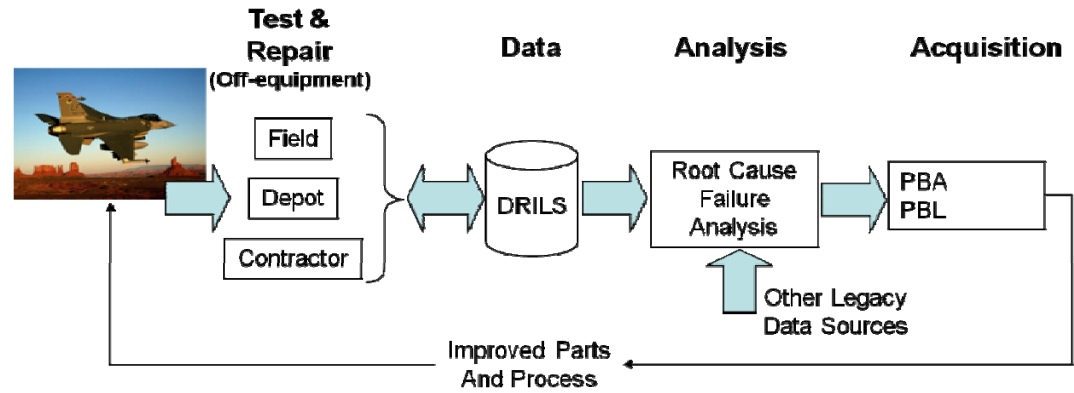 Test &
Repair
(Off-equipment)
Data
Analysis
Acquisition
Field
Depot
Contractor
DRILS
Root Cause
Failure
Analysis
PBA
PBL
Other Legacy
Data Sources
Improved Parts
And Process